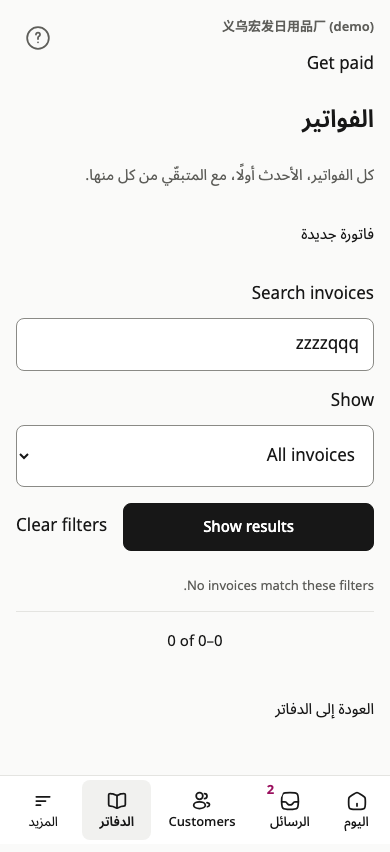 义乌宏发日用品厂 (demo)
?
Get paid
الفواتير
كل الفواتير، الأحدث أولًا، مع المتبقّي من كل منها.
فاتورة جديدة
Search invoices
zzzzqqq
Show
All invoices
Show results
Clear filters
.No invoices match these filters
0 of 0–0
العودة إلى الدفاتر
اليوم
2
الرسائل
Customers
الدفاتر
المزيد